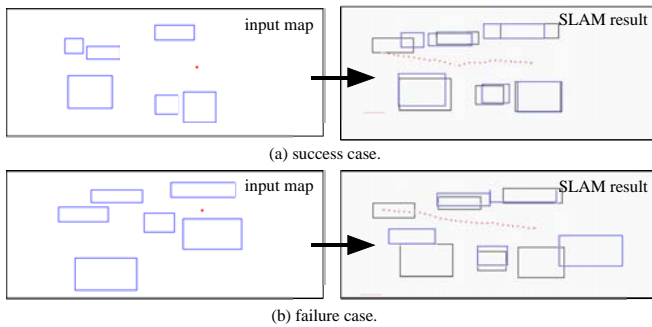 input map
SLAM result
(a) success case.
input map
SLAM result
(b) failure case.